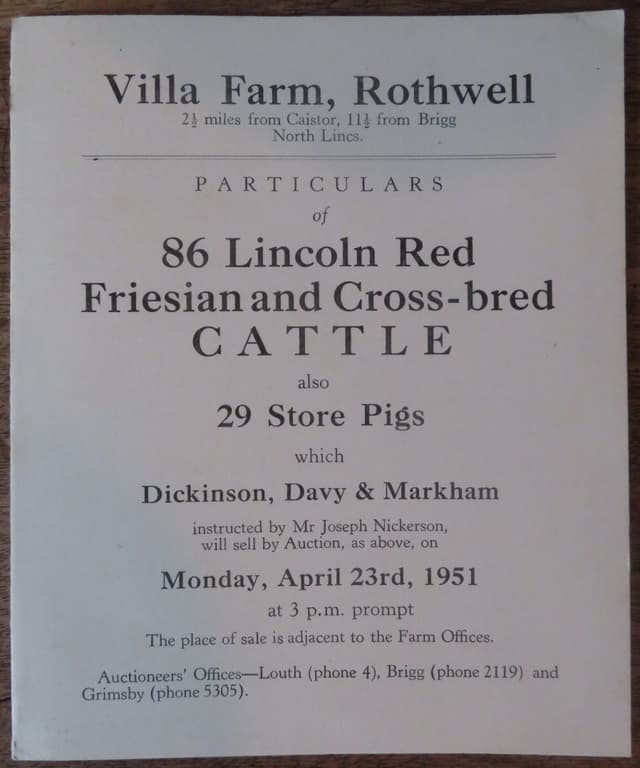 Villa Farm, Rothwell
2½ miles from Caistor, 11½ from Brigg
North Lincs.
PARTICULARS
of
86 Lincoln Red
Friesian and Cross-bred
CATTLE
also
29 Store Pigs
which
Dickinson, Davy & Markham
instructed by Mr Joseph Nickerson,
will sell by Auction, as above, on
Monday, April 23rd, 1951
at 3 p.m. prompt
The place of sale is adjacent to the Farm Offices.
Auctioneers' Offices—Louth (phone 4), Brigg (phone 2119) and
Grimsby (phone 5305).